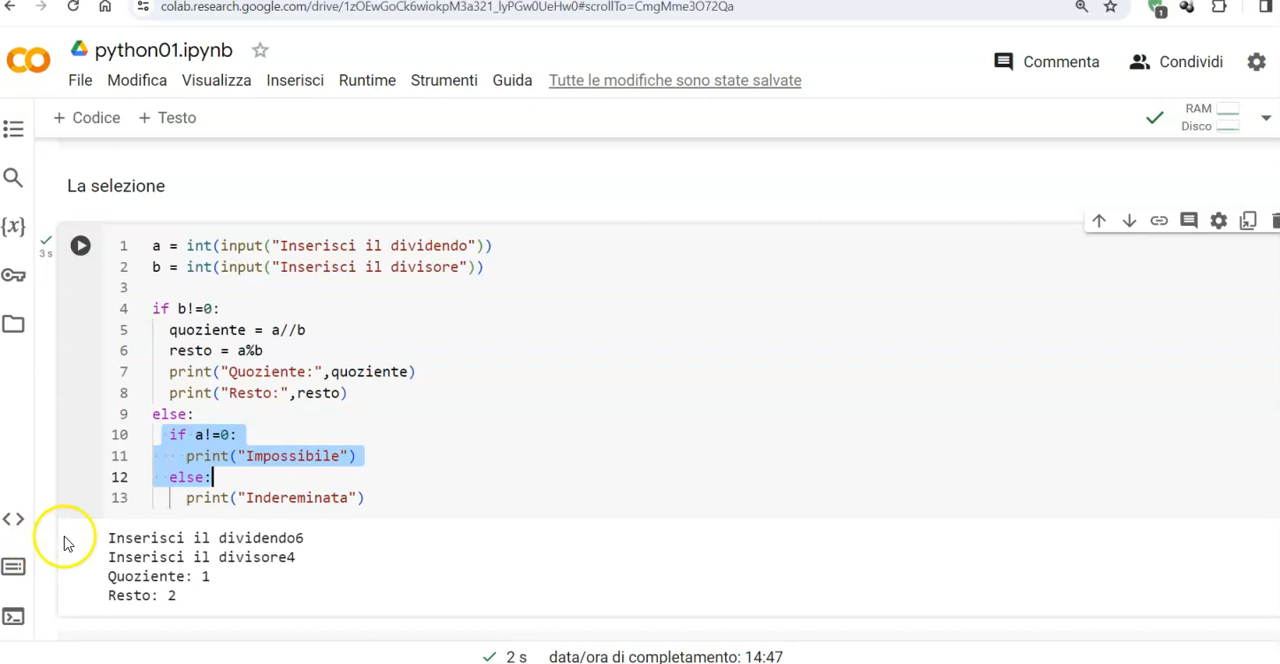 colab.research.google.com/drive/1zOEwGoCk6wiokpM3a321_lyPGw0UeHw0#scrollTo=CmgMme3O72Qa
1
python01.ipynb
File Modifica Visualizza Inserisci Runtime Strumenti Guida Tutte le modifiche sono state salvate
Commenta Condividi
+ Codice + Testo
RAM
Disco
La selezione
{x}
3 s
1 a = int(input("Inserisci il dividendo"))
2 b = int(input("Inserisci il divisore"))
3
4 if b!=0:
5 quoziente = a//b
6 resto = a%b
7 print("Quoziente:",quoziente)
8 print("Resto:",resto)
9 else:
10 if a!=0:
11 print("Impossibile")
12 else:
13 print("Indereminata")
Inserisci il dividendo6
Inserisci il divisore4
Quoziente: 1
Resto: 2
2 s data/ora di completamento: 14:47